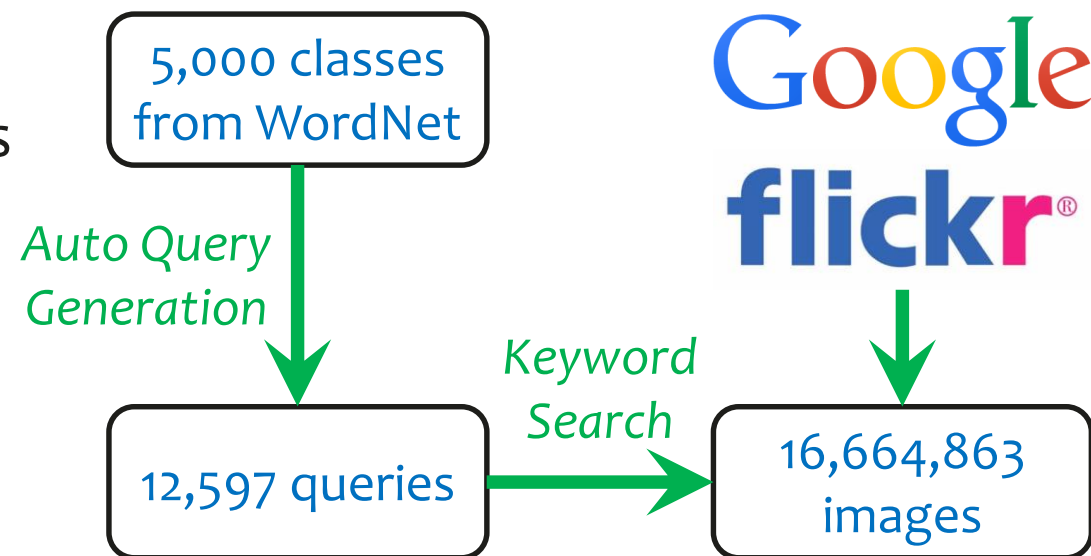 5,000 classes
from WordNet
s
Google
flickr®
Auto Query
Generation
Keyword
Search
12,597 queries
16,664,863
images